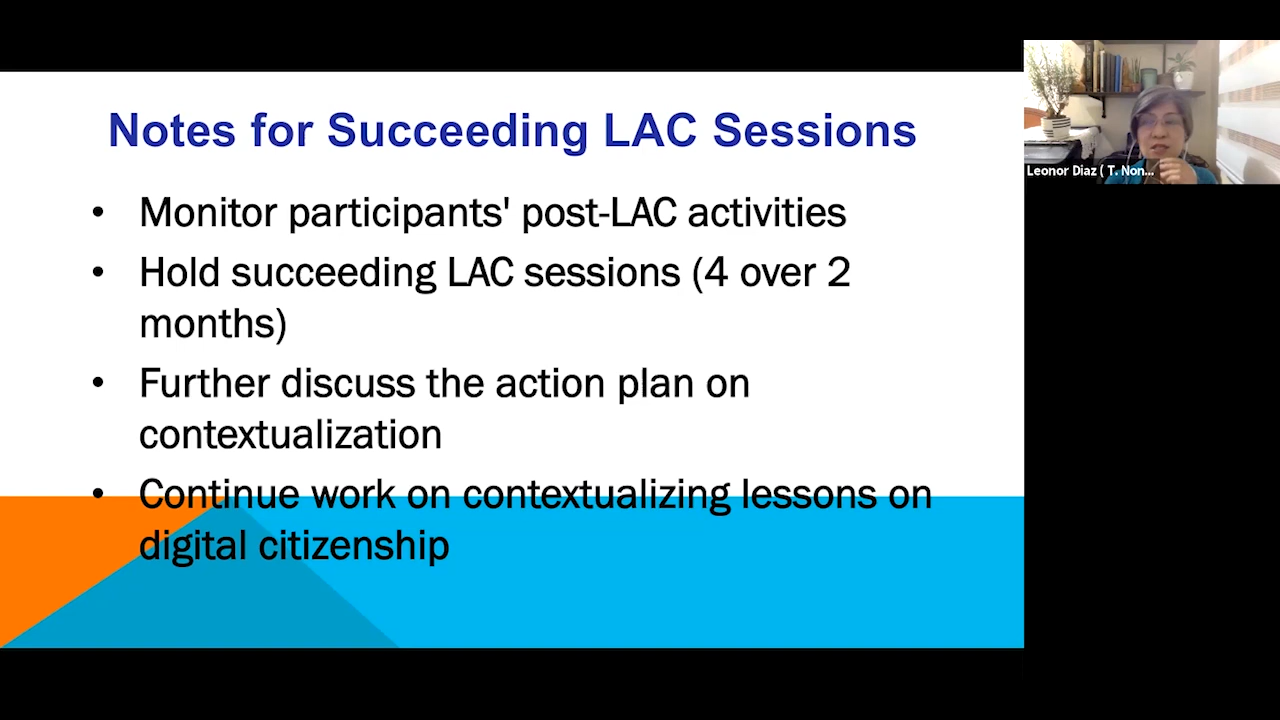 Notes for Succeeding LAC Sessions
• Monitor participants' post-LAC activities
• Hold succeeding LAC sessions (4 over 2
months)
• Further discuss the action plan on
contextualization
• Continue work on contextualizing lessons on
digital citizenship
Leonor Diaz ( T. Non...